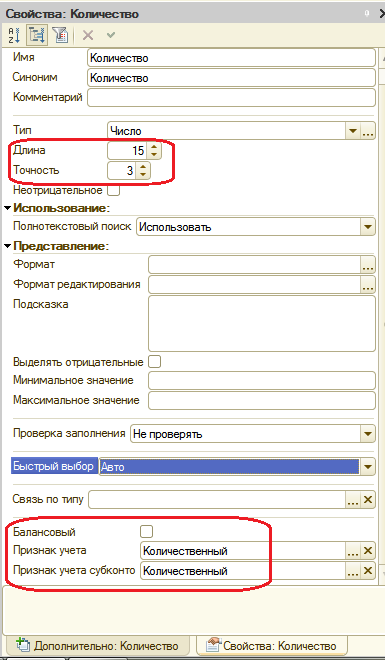 Свойства: Количество
Имя Количество
Синоним Количество
Комментарий
Тип Число
Длина 15
Точность 3
Неотрицательное
Использование:
Полнотекстовый поиск Использовать
Представление:
Формат
Формат редактирования
Подсказка
Выделять отрицательные
Минимальное значение
Максимальное значение
Проверка заполнения Не проверять
Быстрый выбор Авто
Связь по типу
Балансовый
Признак учета Количественный
Признак учета субконто Количественный
Дополнительно: Количество Свойства: Количество